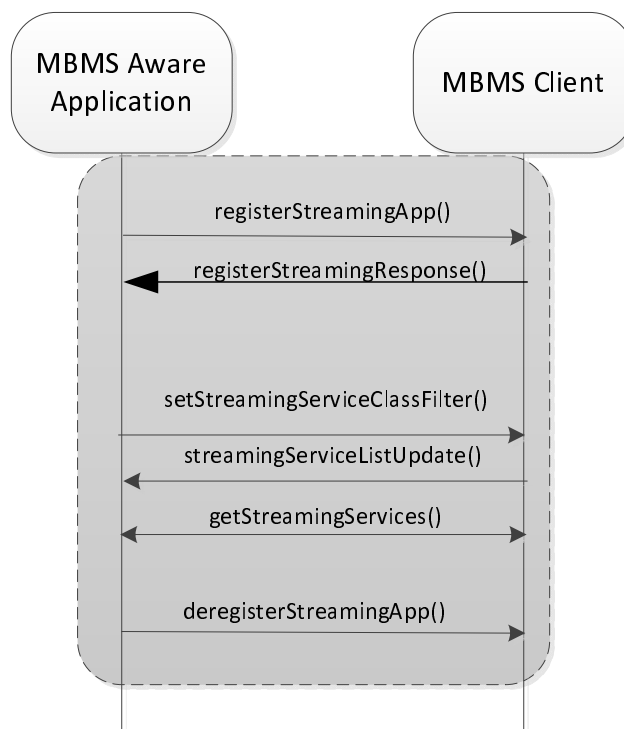 MBMS Aware
Application
MBMS Client
registerStreamingApp()
registerStreamingResponse()
setStreamingServiceClassFilter()
streamingServiceListUpdate()
getStreamingServices()
deregisterStreamingApp()